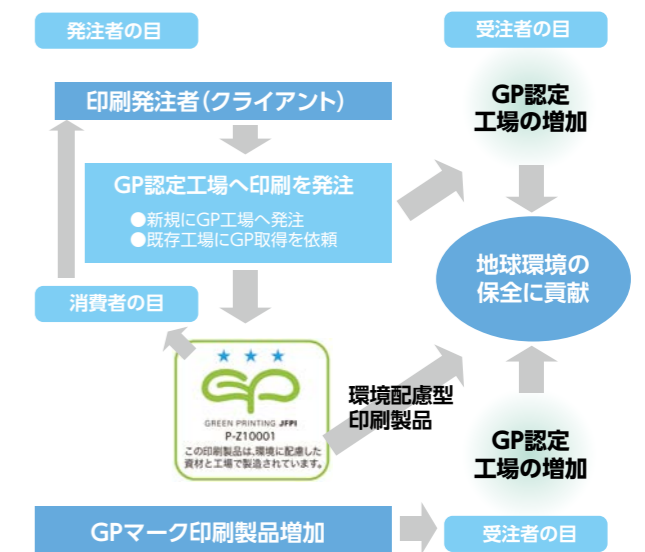 発注者の目
受注者の目
印刷発注者（クライアント）
GP認定
工場の増加
GP認定工場へ印刷を発注
●新規にGP工場へ発注
●既存工場にGP取得を依頼
地球環境の
保全に貢献
消費者の目
★ ★ ★
GP
GREEN PRINTING JFPI
P-Z10001
この印刷製品は、環境に配慮した
資材と工場で製造されています。
環境配慮型
印刷製品
GP認定
工場の増加
GPマーク印刷製品増加
受注者の目